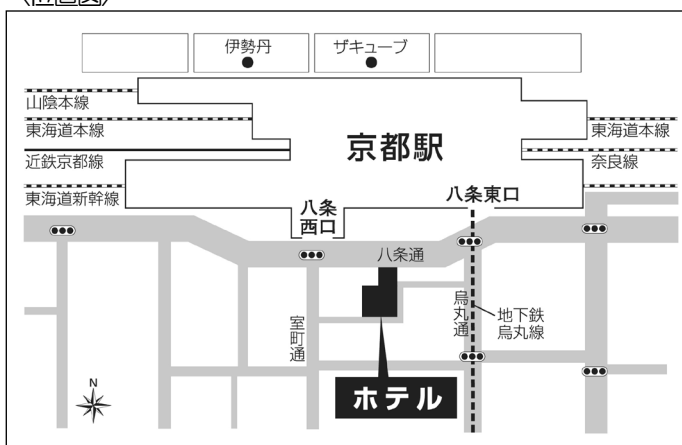 伊勢丹
ザキューブ
山陰本線
東海道本線
近鉄京都線
東海道新幹線
京都駅
東海道本線
奈良線
八条
西口
八条東口
八条通
室町通
烏丸通
地下鉄
烏丸線
ホテル
N